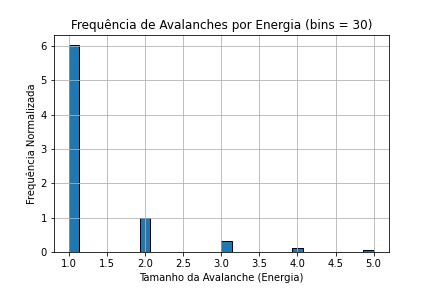 Frequência de Avalanches por Energia (bins = 30)
Frequência Normalizada
6
5
4
3
2
1
0
1.0 1.5 2.0 2.5 3.0 3.5 4.0 4.5 5.0
Tamanho da Avalanche (Energia)